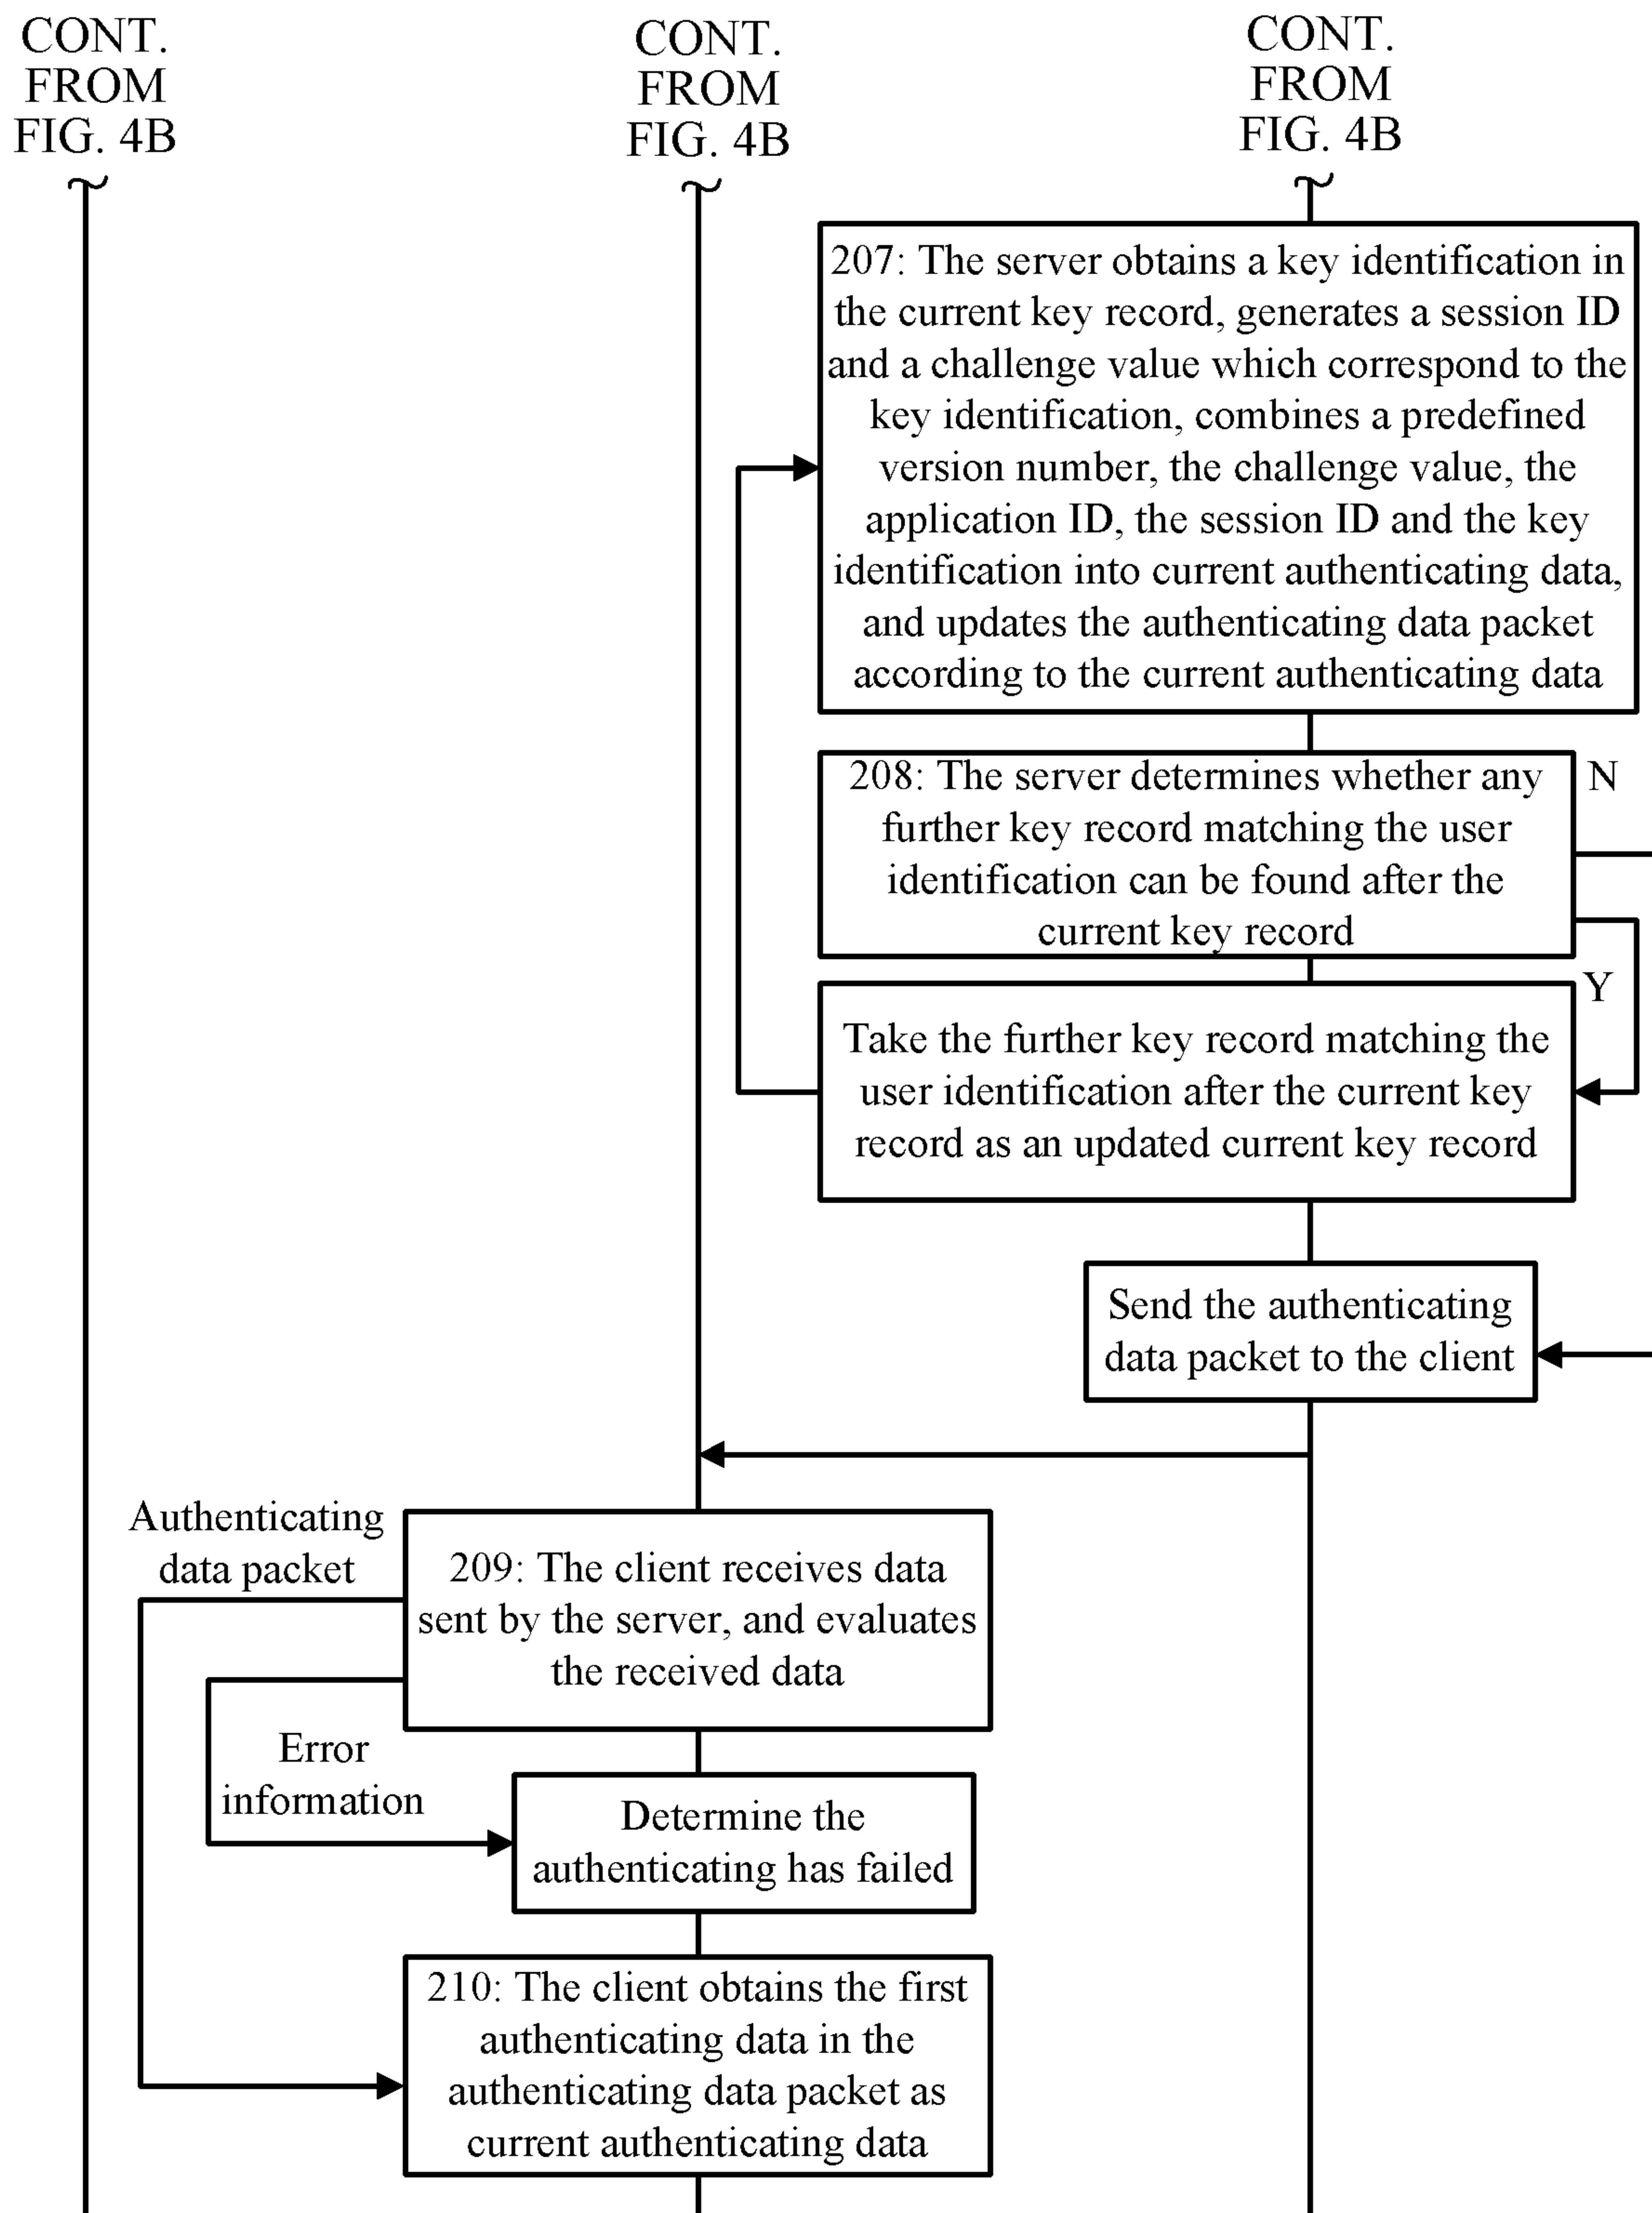 CONT.
FROM
FIG. 4B
CONT.
FROM
FIG. 4B
CONT.
FROM
FIG. 4B
207: The server obtains a key identification in
the current key record, generates a session ID
and a challenge value which correspond to the
key identification, combines a predefined
version number, the challenge value, the
application ID, the session ID and the key
identification into current authenticating data,
and updates the authenticating data packet
according to the current authenticating data
208: The server determines whether any
further key record matching the user
identification can be found after the
current key record
N
Y
Take the further key record matching the
user identification after the current key
record as an updated current key record
Send the authenticating
data packet to the client
Authenticating
data packet
209: The client receives data
sent by the server, and evaluates
the received data
Error
information
Determine the
authenticating has failed
210: The client obtains the first
authenticating data in the
authenticating data packet as
current authenticating data